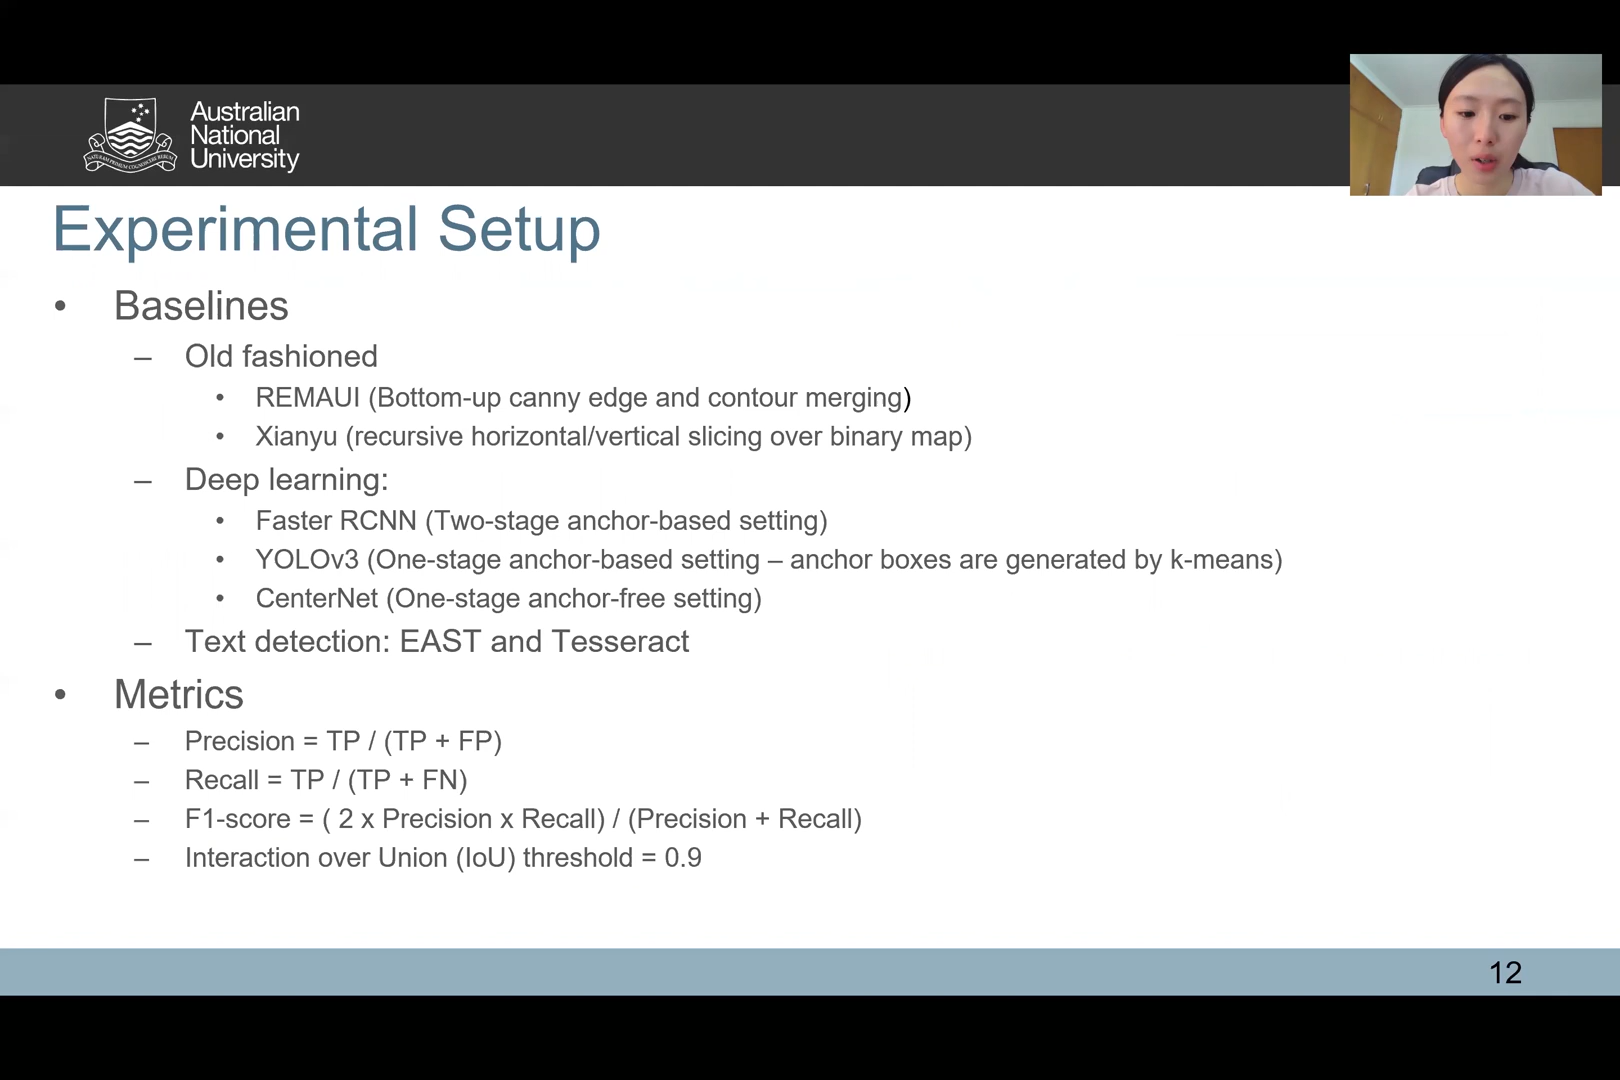 Australian
National
University
NATURAM PRIMUM COGNOSCERE RERUM
Experimental Setup
• Baselines
– Old fashioned
• REMAUI (Bottom-up canny edge and contour merging)
• Xianyu (recursive horizontal/vertical slicing over binary map)
– Deep learning:
• Faster RCNN (Two-stage anchor-based setting)
• YOLOv3 (One-stage anchor-based setting – anchor boxes are generated by k-means)
• CenterNet (One-stage anchor-free setting)
– Text detection: EAST and Tesseract
• Metrics
– Precision = TP / (TP + FP)
– Recall = TP / (TP + FN)
– F1-score = ( 2 x Precision x Recall) / (Precision + Recall)
– Interaction over Union (IoU) threshold = 0.9
12